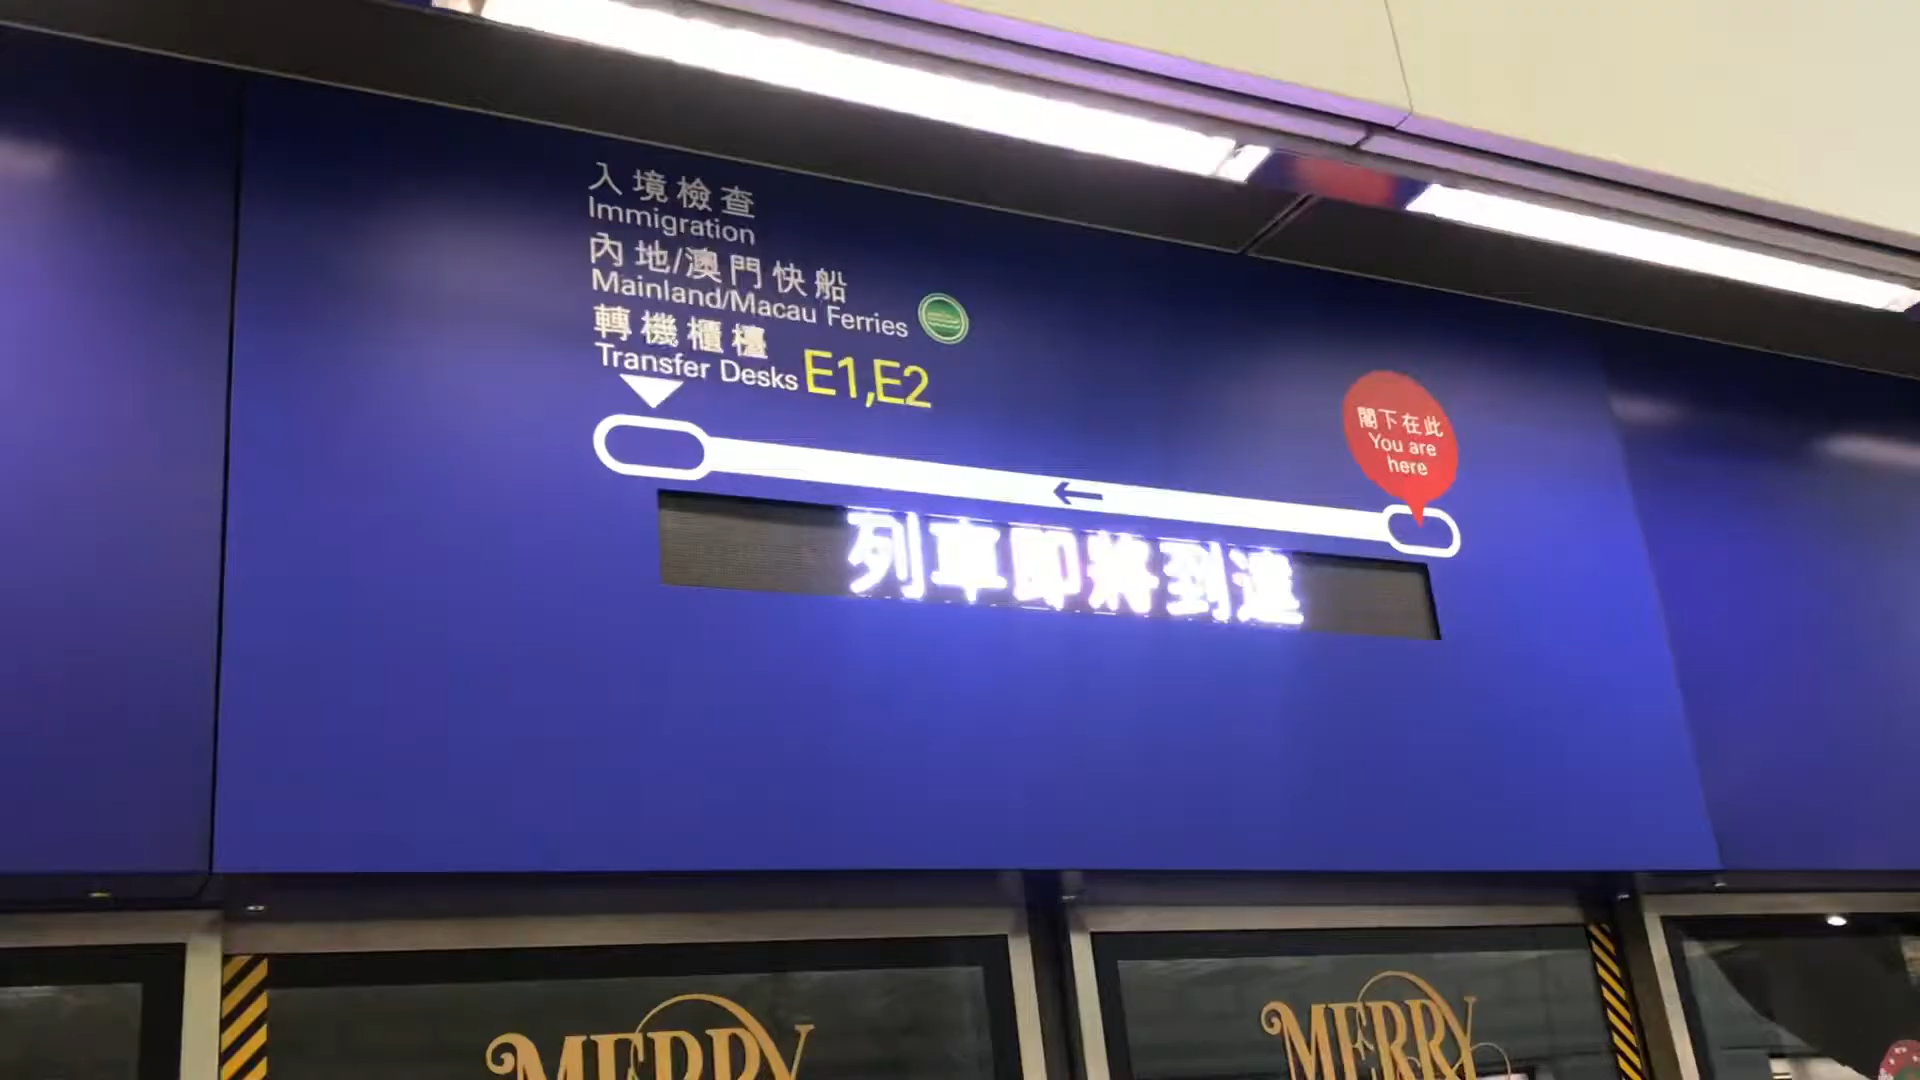 入境檢查
Immigration
內地/澳門快船
Mainland/Macau Ferries
轉機櫃檯
Transfer Desks E1,E2
閣下在此
You are
here
列車即將到達
MERRY
MERRY